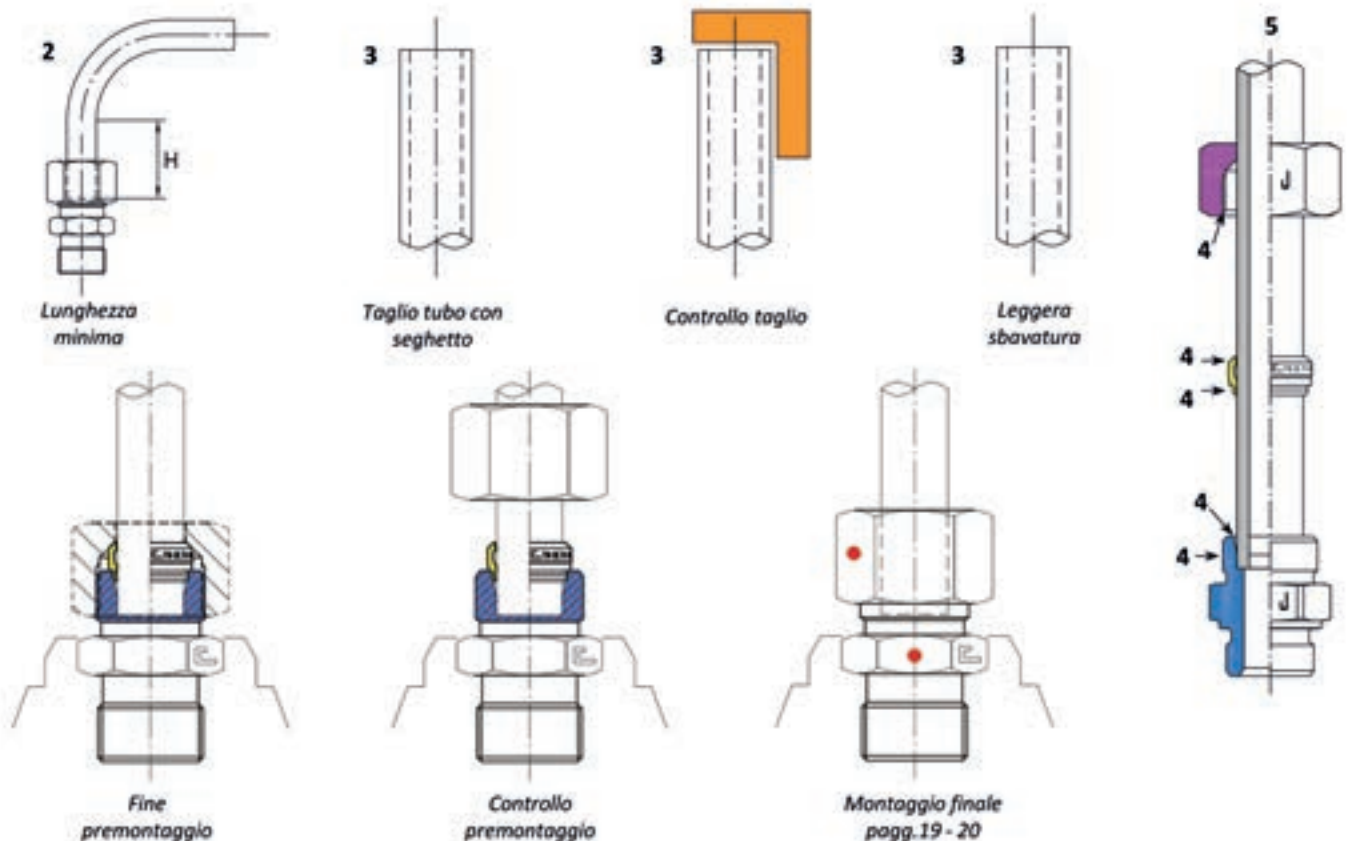 2
H
Lunghezza
minima
3
Taglio tubo con
seghetto
3
Controllo taglio
3
Leggera
sbavatura
5
J
4
4
4
4
4
J
Fine
premontaggio
Controllo
premontaggio
Montaggio finale
pagg.19 - 20